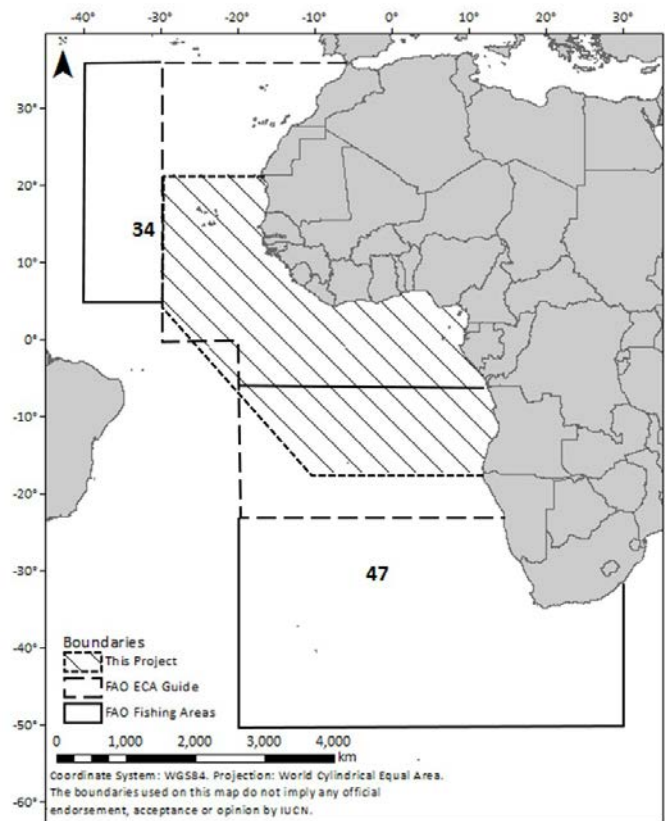 -40° -30° -20° -10° 0° 10° 20° 30°
N
30°
20°
34
10°
0°
-10°
-20°
-30°
47
-40°
-50°
-60°
Boundaries
This Project
FAO ECA Guide
FAO Fishing Areas
0 1,000 2,000 3,000 4,000
km
Coordinate System: WGS84. Projection: World Cylindrical Equal Area.
The boundaries used on this map do not imply any official
endorsement, acceptance or opinion by IUCN.